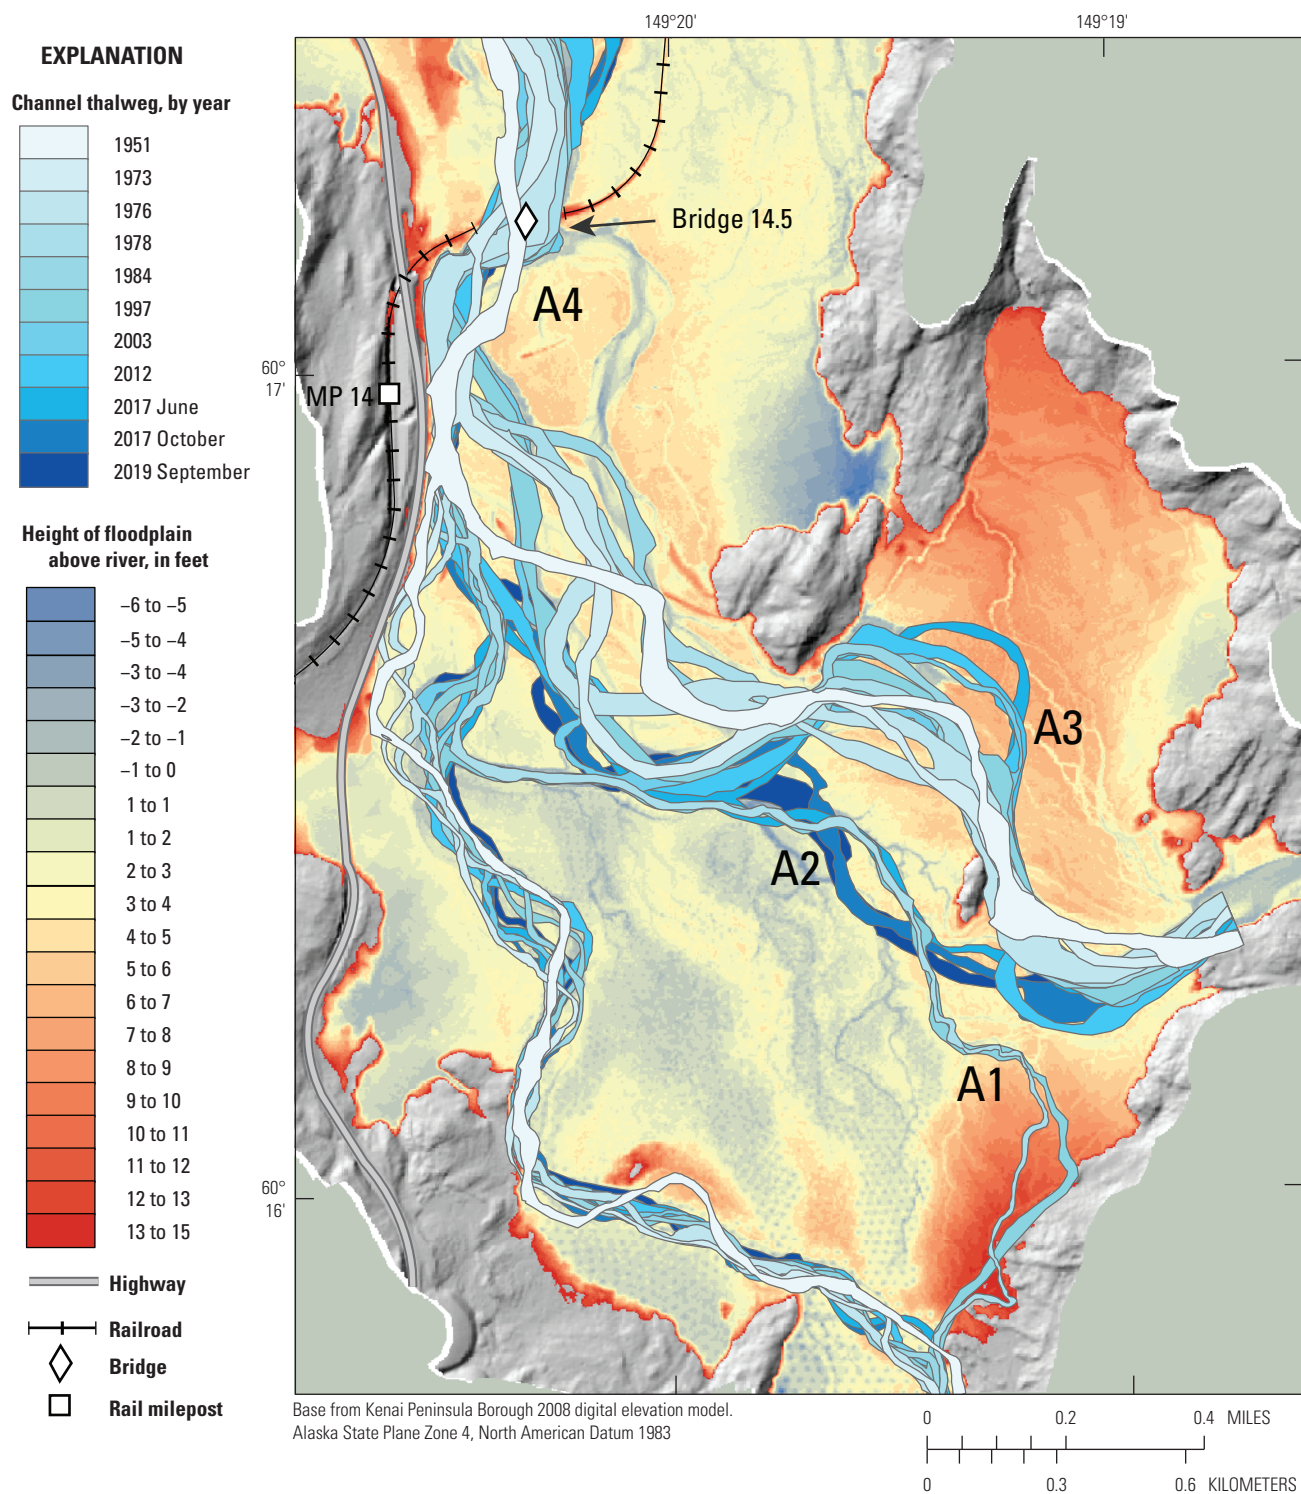 149°20'
149°19'
EXPLANATION
Channel thalweg, by year
1951
1973
1976
1978
1984
1997
2003
2012
2017 June
2017 October
2019 September
Height of floodplain
above river, in feet
−6 to −5
−5 to −4
−3 to −4
−3 to −2
−2 to −1
−1 to 0
1 to 1
1 to 2
2 to 3
3 to 4
4 to 5
5 to 6
6 to 7
7 to 8
8 to 9
9 to 10
10 to 11
11 to 12
12 to 13
13 to 15
Highway
Railroad
Bridge
Rail milepost
Bridge 14.5
A4
60°
17'
MP 14
A3
A2
A1
60°
16'
Base from Kenai Peninsula Borough 2008 digital elevation model.
Alaska State Plane Zone 4, North American Datum 1983
0 0.2 0.4 MILES
0 0.3 0.6 KILOMETERS